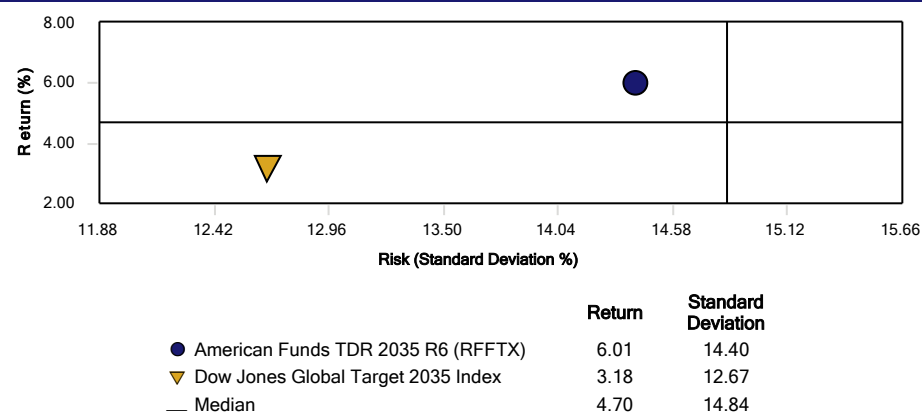 8.00
6.00
4.00
2.00
Return (%)
11.88 12.42 12.96 13.50 14.04 14.58 15.12 15.66
Risk (Standard Deviation %)
Return Standard Deviation
American Funds TDR 2035 R6 (RFFTX) 6.01 14.40
Dow Jones Global Target 2035 Index 3.18 12.67
Median 4.70 14.84